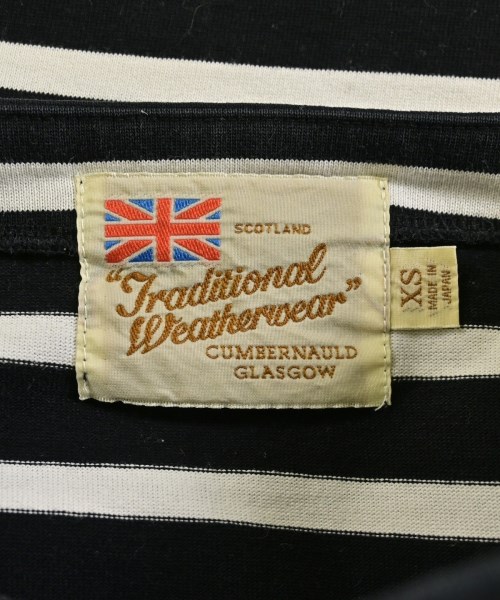 SCOTLAND
"Traditional
Weatherwear"
CUMBERNAULD
GLASGOW
XS
MADE IN
JAPAN